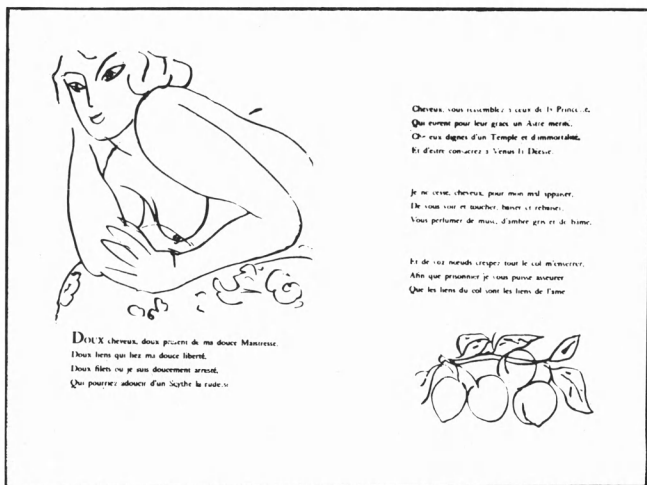 DOUX cheveux, doux present de ma douce Maistresse.
Doux liens qui liez ma douce liberté,
Doux filets ou je suis doucement arresté,
Qui pourriez adoucir d'un Scythe la rudesse
Cheveux, vous ressemblez a ceux de la Princesse,
Qui eurent pour leur grace un Astre merité,
Cheveux dignes d'un Temple et d'immortalité,
Et d'estre consacrez a Venus la Déesse.
Je ne cesse, cheveux, pour mon mal appaiser,
De vous voir et toucher, baiser et rebaiser,
Vous perfumer de musc, d'ambre gris et de bâme,
Et de voz nœuds crespez tout le col m'enserrer,
Afin que prisonnier je vous puisse asseurer
Que les liens du col sont les liens de l'ame